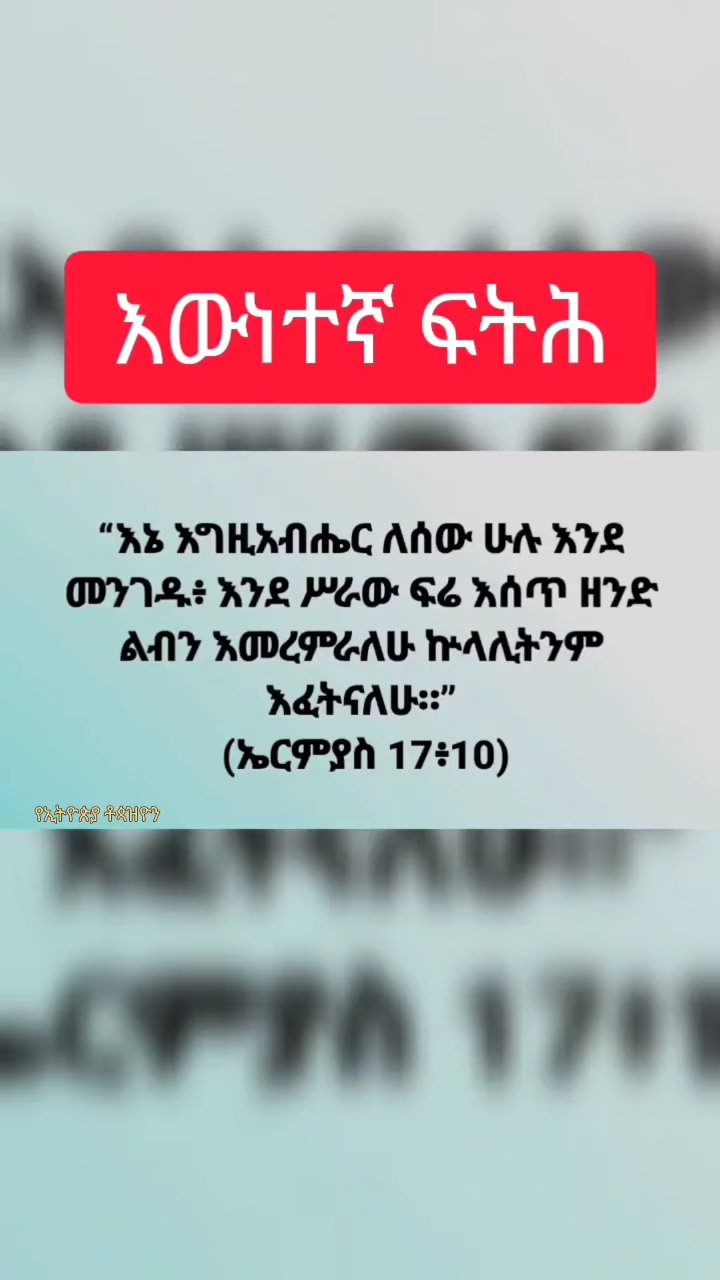 እውነተኛ ፍትሕ
“እኔ እግዚአብሔር ለሰው ሁሉ እንደ
መንገዱ፥ እንደ ሥራው ፍሬ እሰጥ ዘንድ
ልብን እመረምራለሁ ኵላሊትንም
እፈትናለሁ።”
(ኤርምያስ 17፥10)
የኢትዮጵያ ቶጳዝዮን